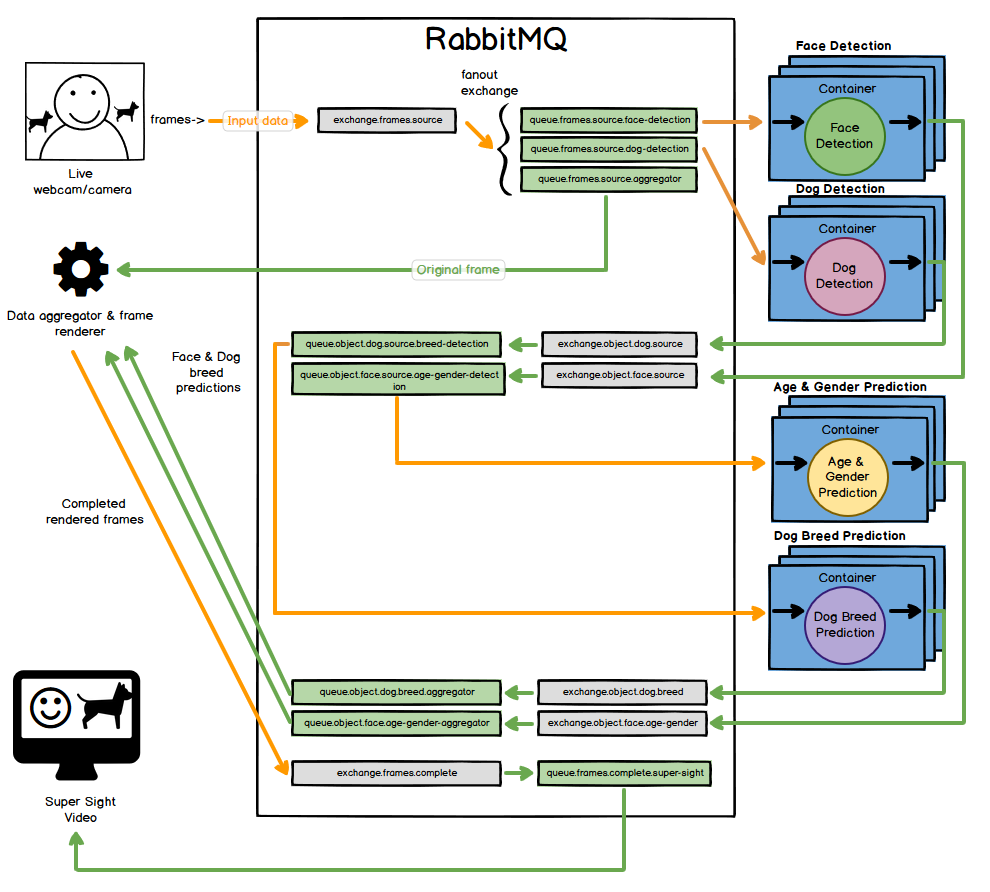 RabbitMQ
Face Detection
fanout
exchange
Container
frames->
Input data
exchange.frames.source
queue.frames.source.face-detection
Face
Detection
queue.frames.source.dog-detection
queue.frames.source.aggregator
Live
webcam/camera
Dog Detection
Container
Original frame
Dog
Detection
Data aggregator & frame
renderer
queue.object.dog.source.breed-detection
exchange.object.dog.source
Face & Dog
breed
predictions
queue.object.face.source.age-gender-detect
ion
exchange.object.face.source
Age & Gender Prediction
Container
Age &
Gender
Prediction
Completed
rendered frames
Dog Breed Prediction
Container
Dog Breed
Prediction
queue.object.dog.breed.aggregator
exchange.object.dog.breed
queue.object.face.age-gender-aggregator
exchange.object.face.age-gender
exchange.frames.complete
queue.frames.complete.super-sight
Super Sight
Video